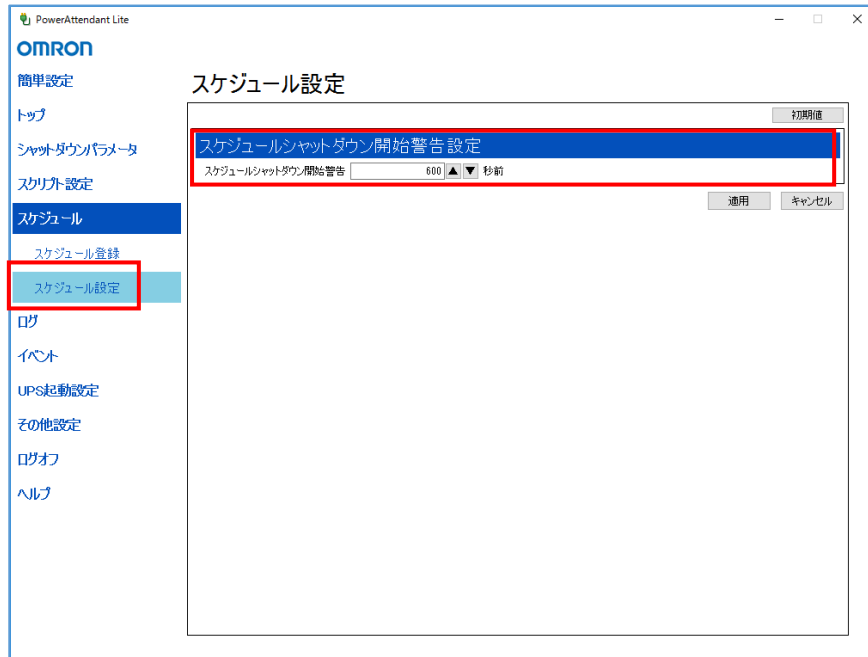 PowerAttendant Lite
OMRON
簡単設定
トップ
シャットダウンパラメータ
スクリプト設定
スケジュール
スケジュール登録
スケジュール設定
ログ
イベント
UPS起動設定
その他設定
ログオフ
ヘルプ
スケジュール設定
初期値
スケジュールシャットダウン開始警告設定
スケジュールシャットダウン開始警告 600 ▲ ▼ 秒前
適用 キャンセル